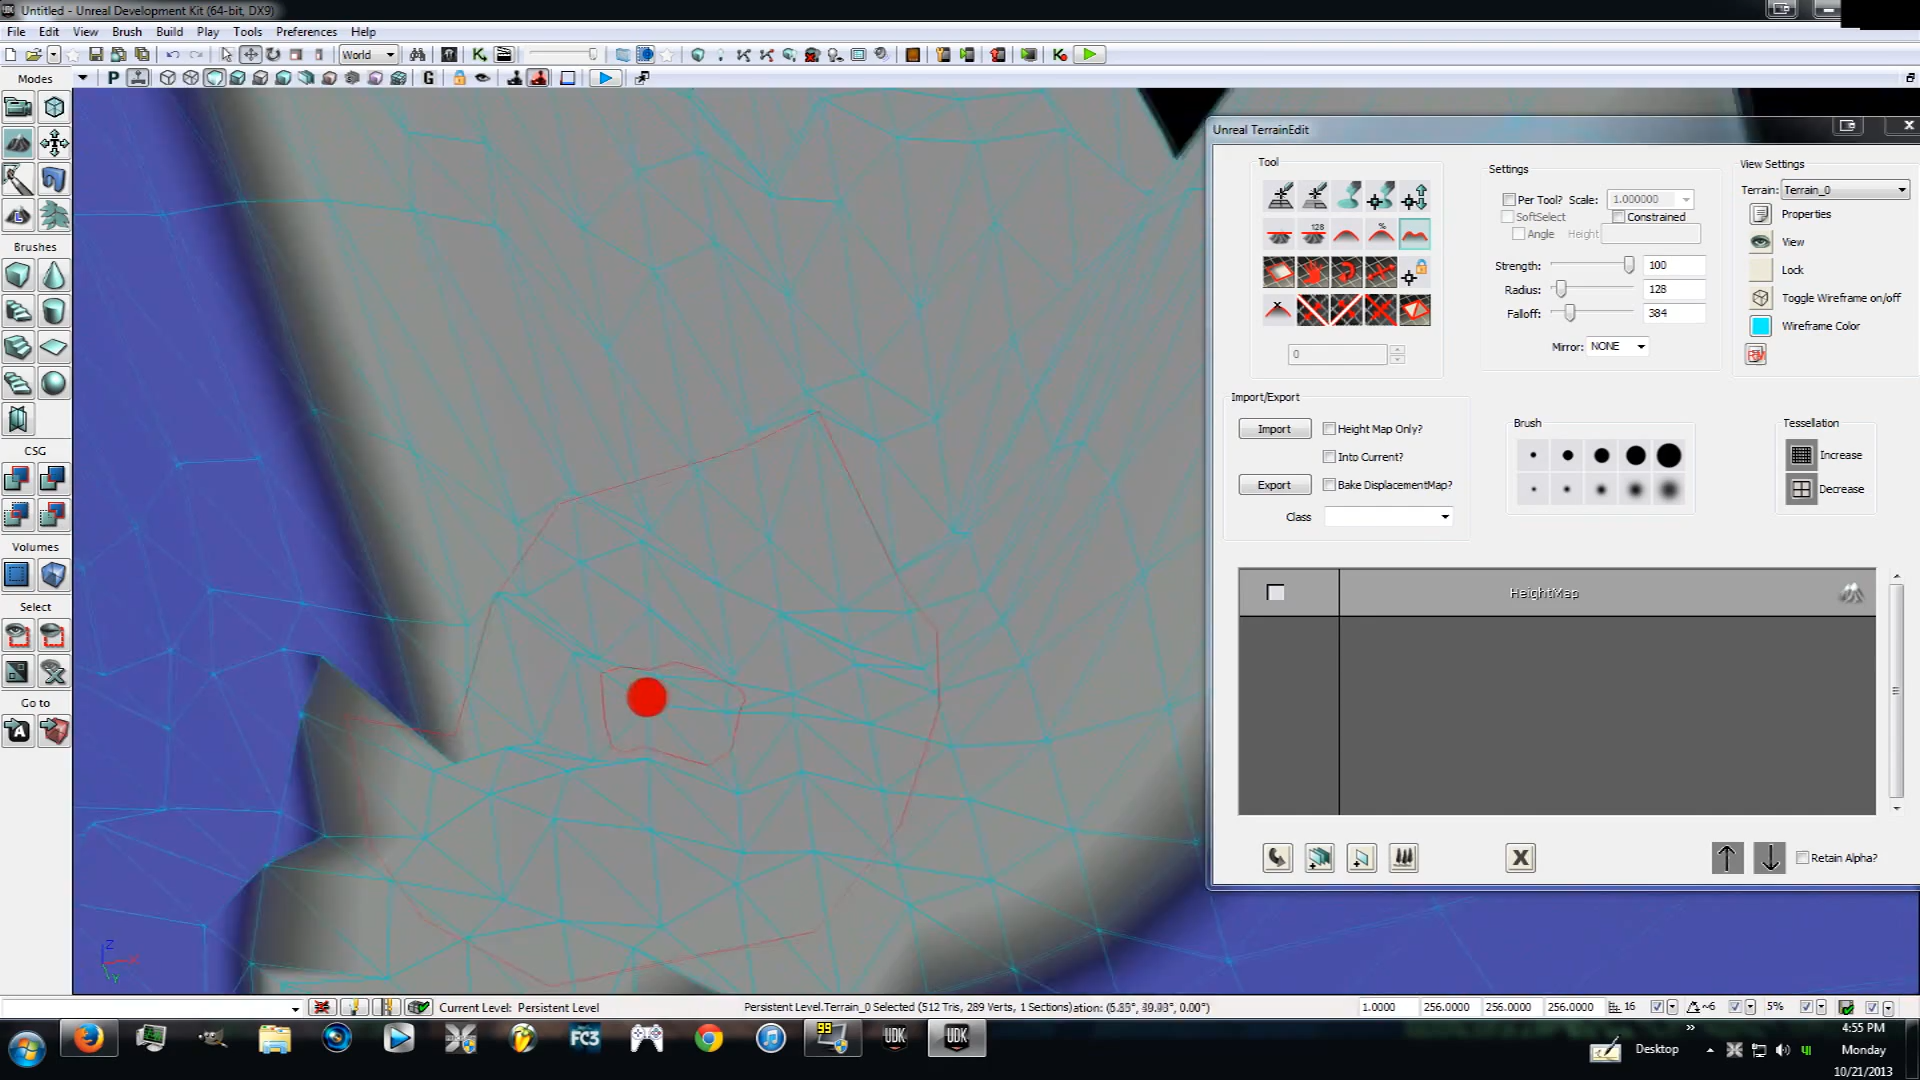 Untitled - Unreal Development Kit (64-bit, DX9)
File Edit View Brush Build Play Tools Preferences Help
World
Modes
P
G
Brushes
CSG
Volumes
Select
Go to
Unreal TerrainEdit
Tool
128
%
0
Settings
Per Tool? Scale: 1.000000
SoftSelect Constrained
Angle Height
Strength: 100
Radius: 128
Falloff: 384
Mirror: NONE
View Settings
Terrain: Terrain_0
Properties
View
Lock
Toggle Wireframe on/off
Wireframe Color
Import/Export
Import Height Map Only?
Into Current?
Export Bake DisplacementMap?
Class
Brush
Tessellation
Increase
Decrease
HeightMap
X
Retain Alpha?
Z
X
Y
Current Level: Persistent Level
Persistent Level.Terrain_0 Selected (512 Tris, 289 Verts, 1 Sections)
1.0000 256.0000 256.0000 256.0000 16 ~6 5%
FC3
99
UDK
UDK
Desktop
4:55 PM
Monday
10/21/2013